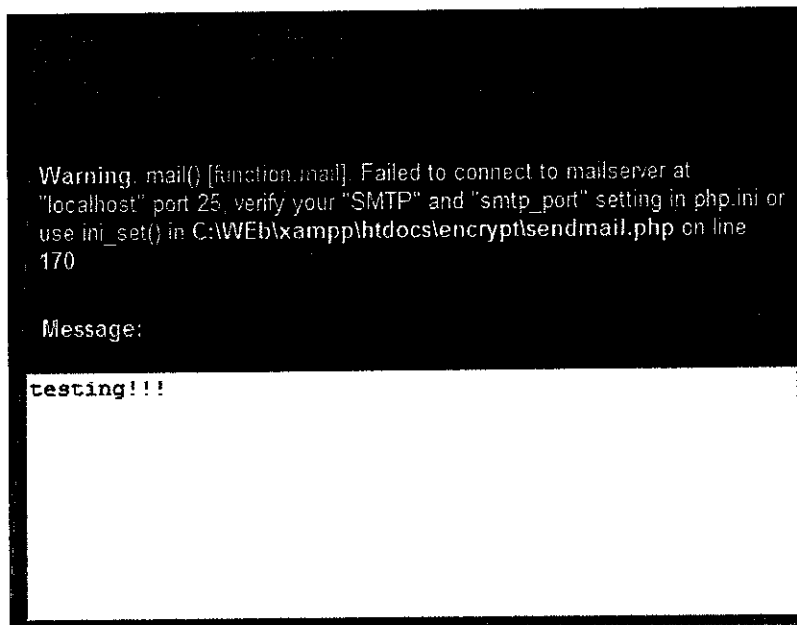 Warning. mail() [function.mail]. Failed to connect to mailserver at
"localhost" port 25, verify your "SMTP" and "smtp_port" setting in php.ini or
use ini_set() in C:\WEb\xampp\htdocs\encrypt\sendmail.php on line
170
Message:
testing!!!